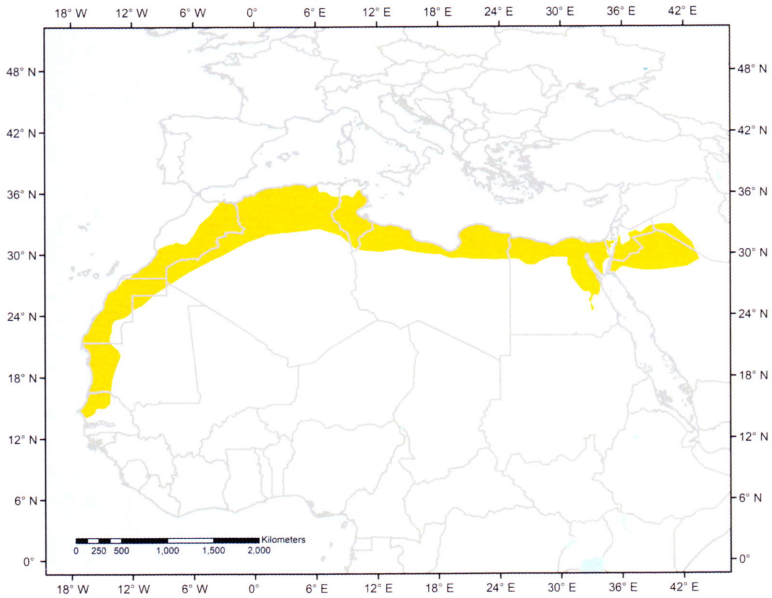 18° W 12° W 6° W 0° 6° E 12° E 18° E 24° E 30° E 36° E 42° E
48° N 48° N
42° N 42° N
36° N 36° N
30° N 30° N
24° N 24° N
18° N 18° N
12° N 12° N
6° N 6° N
Kilometers
0 250 500 1,000 1,500 2,000
0° 0°
18° W 12° W 6° W 0° 6° E 12° E 18° E 24° E 30° E 36° E 42° E